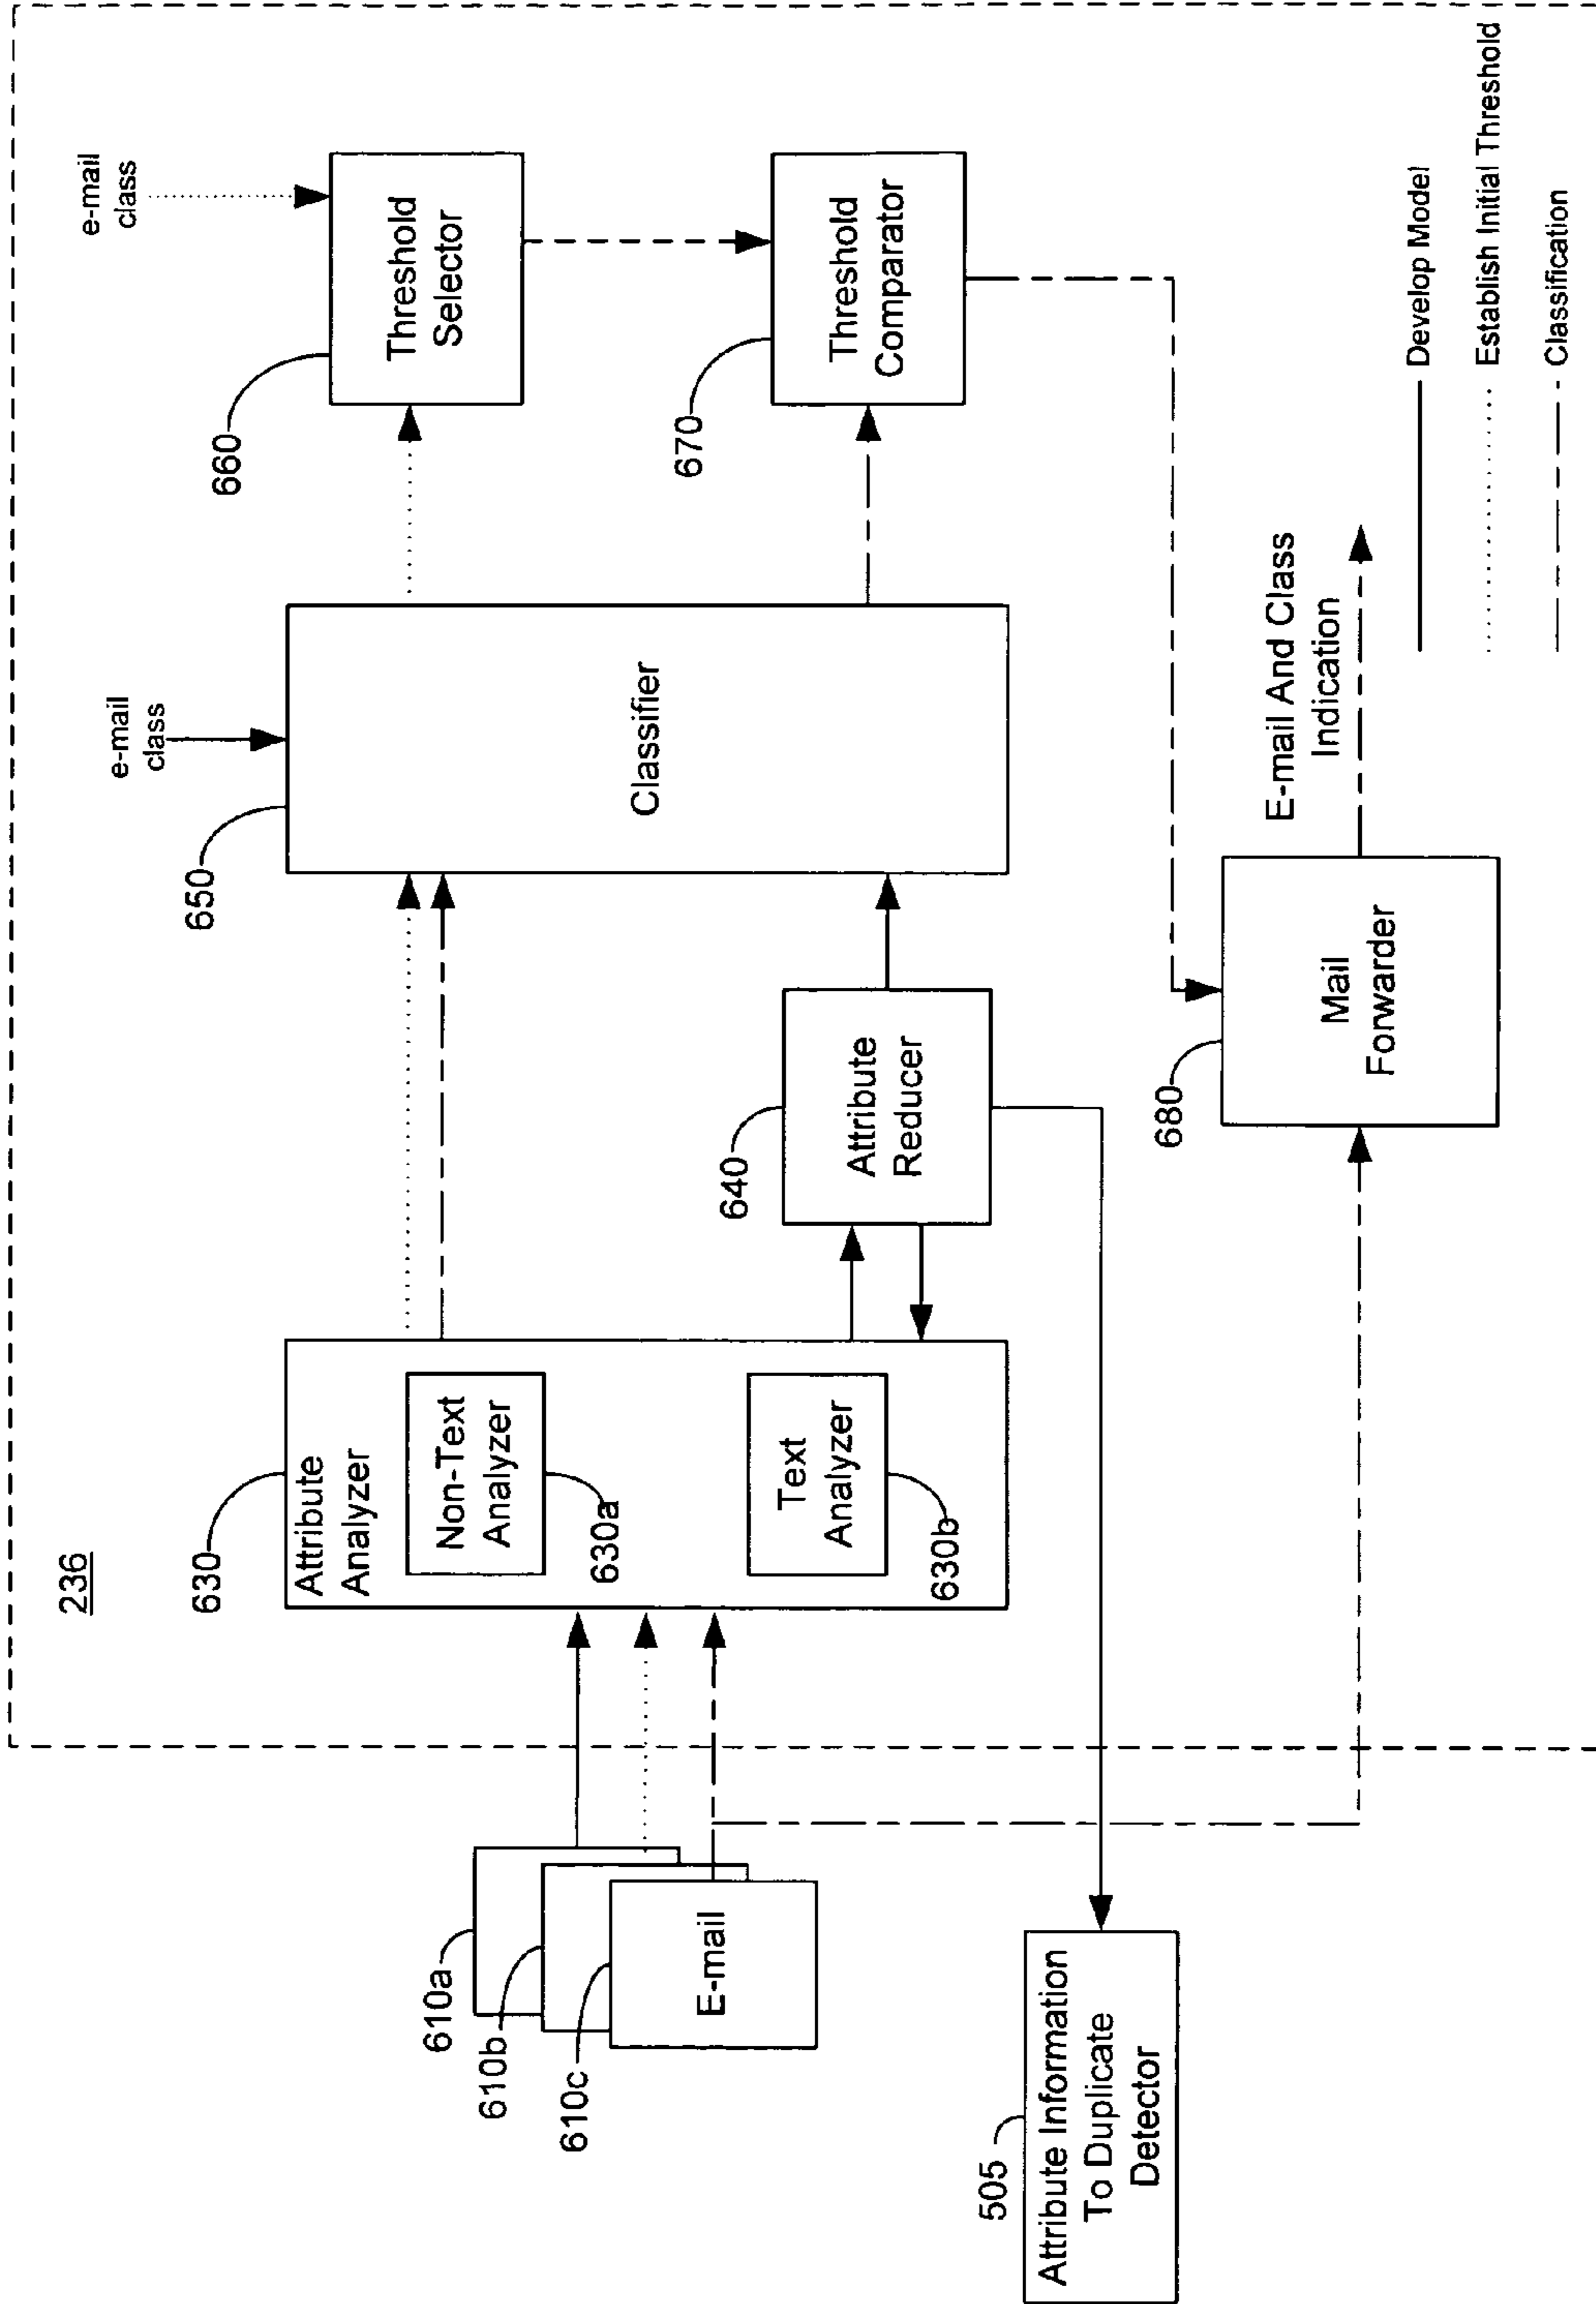 236
630
Attribute
Analyzer
Non-Text
Analyzer
630a
Text
Analyzer
630b
610a
610b
610c
E-mail
505
Attribute Information
To Duplicate
Detector
640
Attribute
Reducer
650
e-mail
class
Classifier
660
e-mail
class
Threshold
Selector
670
Threshold
Comparator
680
Mail
Forwarder
E-mail And Class
Indication
Develop Model
Establish Initial Threshold
Classification